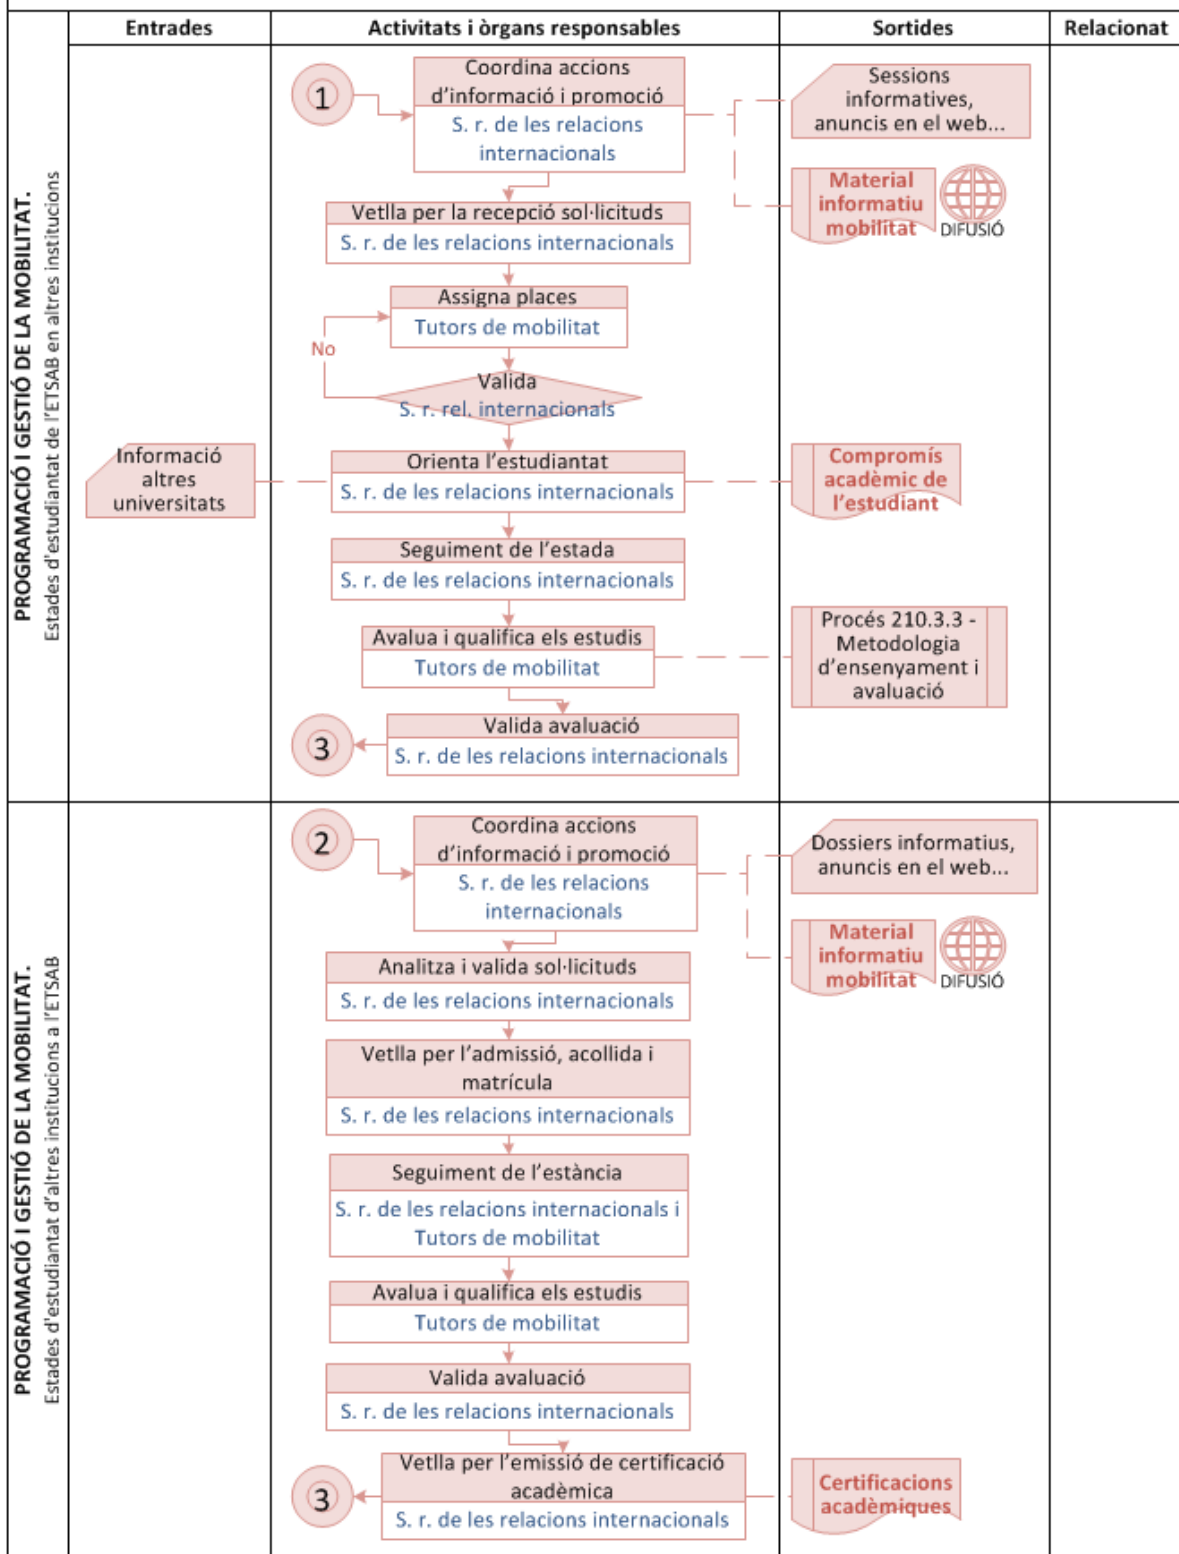 Entrades
Activitats i òrgans responsables
Sortides
Relacionat
PROGRAMACIÓ I GESTIÓ DE LA MOBILITAT.
Estades d'estudiantat de l'ETSAB en altres institucions
1
Coordina accions
d'informació i promoció
S. r. de les relacions
internacionals
Sessions
informatives,
anuncis en el web...
Material
informatiu
mobilitat
DIFUSIÓ
Vetlla per la recepció sol·licituds
S. r. de les relacions internacionals
Assigna places
Tutors de mobilitat
No
Valida
S. r. rel. internacionals
Informació
altres
universitats
Orienta l'estudiantat
S. r. de les relacions internacionals
Compromís
acadèmic de
l'estudiant
Seguiment de l'estada
S. r. de les relacions internacionals
Avalua i qualifica els estudis
Tutors de mobilitat
Procés 210.3.3 -
Metodologia
d'ensenyament i
avaluació
Valida avaluació
S. r. de les relacions internacionals
3
PROGRAMACIÓ I GESTIÓ DE LA MOBILITAT.
Estades d'estudiantat d'altres institucions a l'ETSAB
2
Coordina accions
d'informació i promoció
S. r. de les relacions
internacionals
Dossiers informatius,
anuncis en el web...
Material
informatiu
mobilitat
DIFUSIÓ
Analitza i valida sol·licituds
S. r. de les relacions internacionals
Vetlla per l'admissió, acollida i
matrícula
S. r. de les relacions internacionals
Seguiment de l'estància
S. r. de les relacions internacionals i
Tutors de mobilitat
Avalua i qualifica els estudis
Tutors de mobilitat
Valida avaluació
S. r. de les relacions internacionals
Vetlla per l'emissió de certificació
acadèmica
S. r. de les relacions internacionals
3
Certificacions
acadèmiques